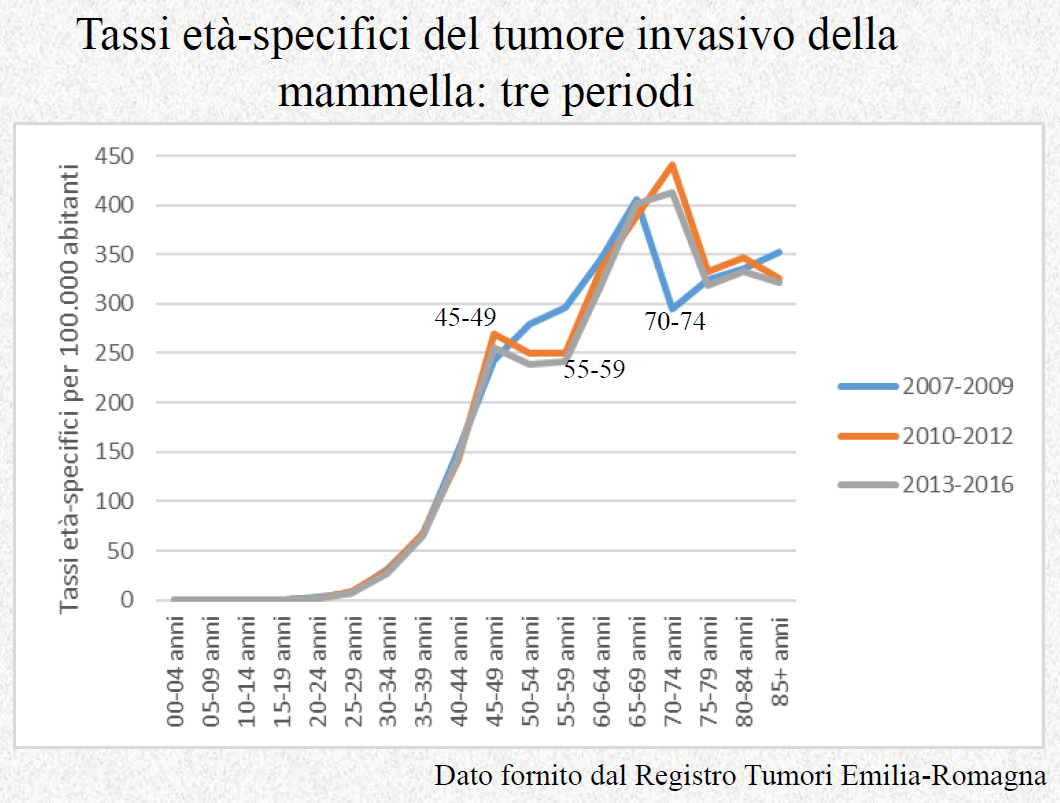 Tassi età-specifici del tumore invasivo della
mammella: tre periodi
Tassi età-specifici per 100.000 abitanti
450
400
350
300
250
200
150
100
50
0
45-49
55-59
70-74
00-04 anni
05-09 anni
10-14 anni
15-19 anni
20-24 anni
25-29 anni
30-34 anni
35-39 anni
40-44 anni
45-49 anni
50-54 anni
55-59 anni
60-64 anni
65-69 anni
70-74 anni
75-79 anni
80-84 anni
85+ anni
2007-2009
2010-2012
2013-2016
Dato fornito dal Registro Tumori Emilia-Romagna